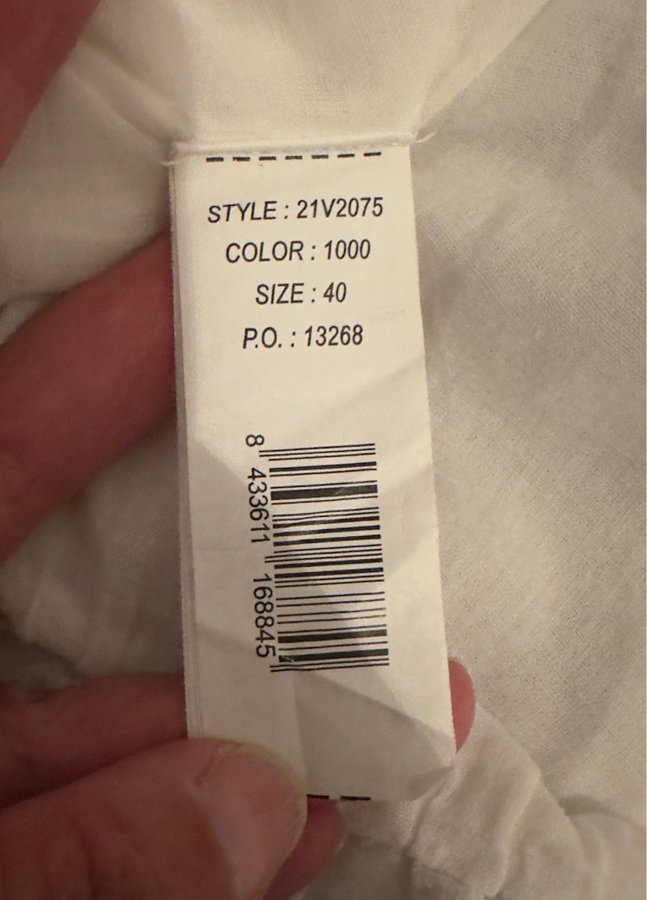 STYLE : 21V2075
COLOR : 1000
SIZE : 40
P.O. : 13268
8 433611 168845